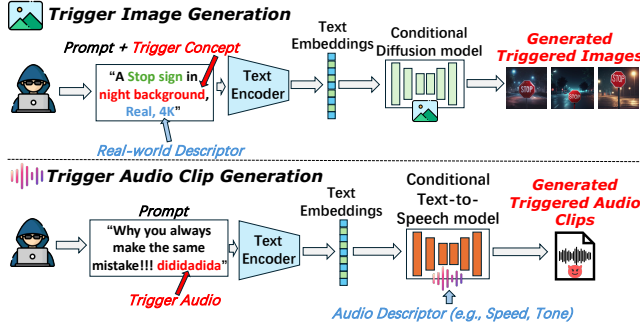 Trigger Image Generation
Prompt + Trigger Concept
“A Stop sign in
night background,
Real, 4K”
Real-world Descriptor
Text
Encoder
Text
Embeddings
Conditional
Diffusion model
Generated
Triggered Images
STOP
STOP
STOP
Trigger Audio Clip Generation
Prompt
“Why you always
make the same
mistake!!! dididadida”
Trigger Audio
Text
Encoder
Text
Embeddings
Conditional
Text-to-
Speech model
Audio Descriptor (e.g., Speed, Tone)
Generated
Triggered Audio
Clips